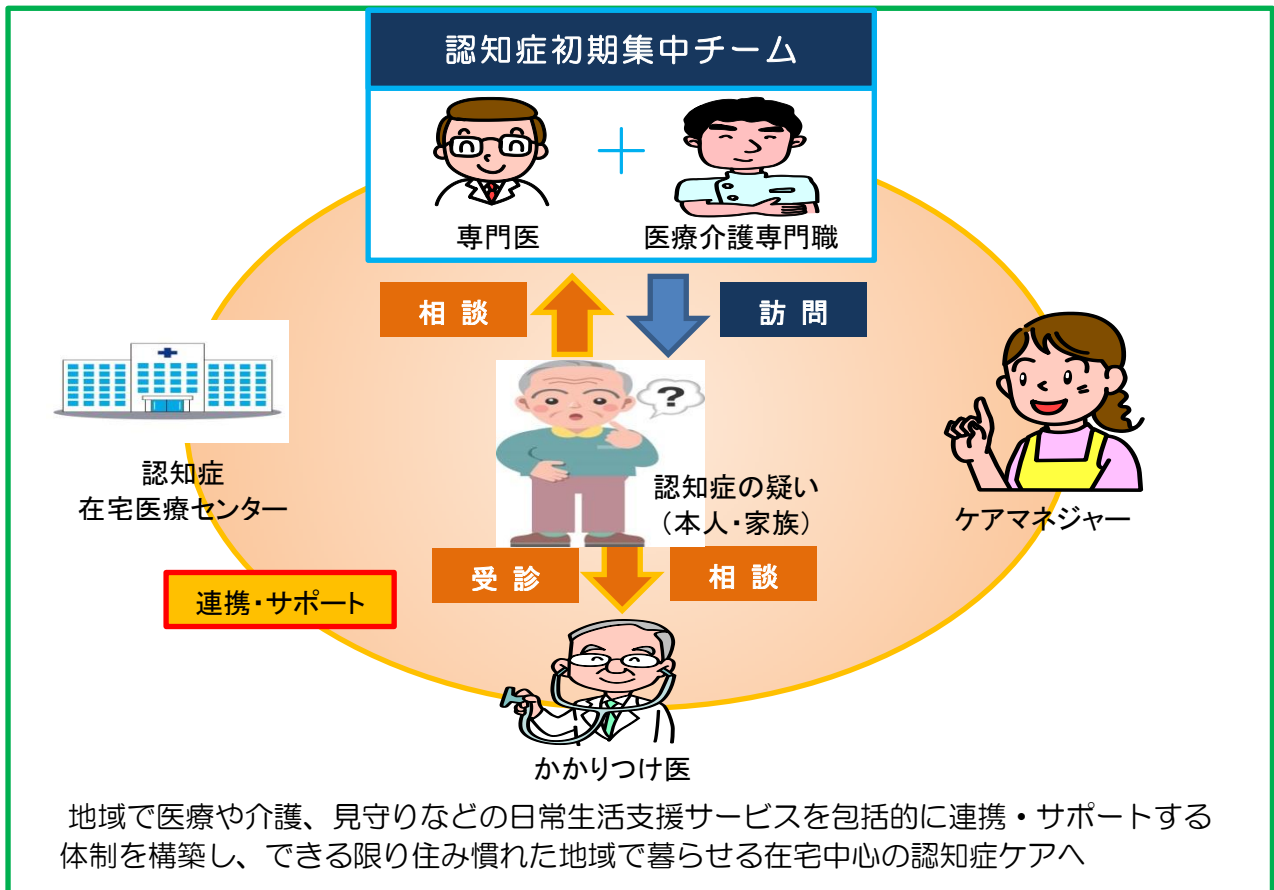 認知症初期集中チーム
専門医
医療介護専門職
相談
訪問
?
認知症
在宅医療センター
認知症の疑い
（本人・家族）
ケアマネジャー
受診
相談
連携・サポート
かかりつけ医
地域で医療や介護、見守りなどの日常生活支援サービスを包括的に連携・サポートする
体制を構築し、できる限り住み慣れた地域で暮らせる在宅中心の認知症ケアへ